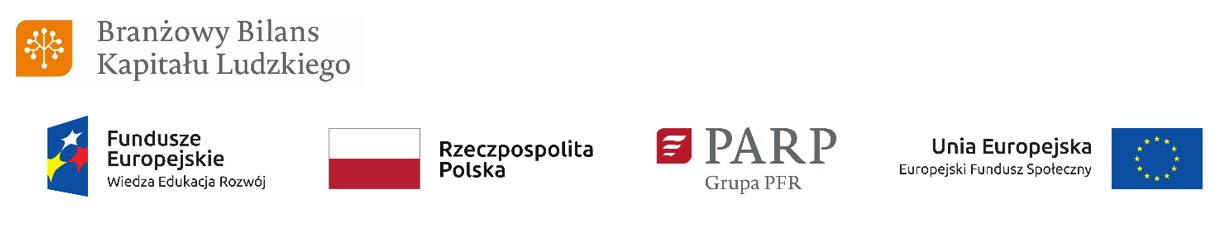 Branżowy Bilans
Kapitału Ludzkiego
Fundusze
Europejskie
Wiedza Edukacja Rozwój
Rzeczpospolita
Polska
PARP
Grupa PFR
Unia Europejska
Europejski Fundusz Społeczny